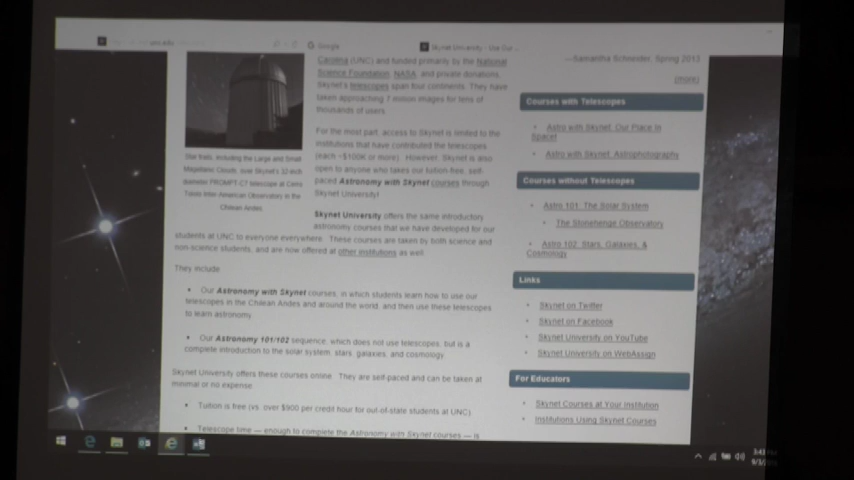 Google
Skynet University
Carolina (UNC) and funded primarily by the National
Science Foundation, NASA, and private donations,
Skynet's telescopes span four continents. They have
taken approaching 7 million images for tens of
thousands of users.
For the most part, access to Skynet is limited to the
institutions that have contributed the telescopes
(each ~$100K or more). However, Skynet is also
open to anyone who takes our tuition-free, self-
paced Astronomy with Skynet courses through
Skynet University!
Star trails, including the Large and Small
Magellanic Clouds, over Skynet's 32-inch
diameter PROMPT-C7 telescope at Cerro
Tololo Inter-American Observatory in the
Chilean Andes.
Skynet University offers the same introductory
astronomy courses that we have developed for our
students at UNC to everyone everywhere. These courses are taken by both science and
non-science students, and are now offered at other institutions as well.
They include:
• Our Astronomy with Skynet courses, in which students learn how to use our
telescopes in the Chilean Andes and around the world, and then use these telescopes
to learn astronomy
• Our Astronomy 101/102 sequence, which does not use telescopes, but is a
complete introduction to the solar system, stars, galaxies, and cosmology.
Skynet University offers these courses online. They are self-paced and can be taken at
minimal or no expense.
• Tuition is free (vs. over $900 per credit hour for out-of-state students at UNC).
• Telescope time — enough to complete the Astronomy with Skynet courses — is
—Samantha Schneider, Spring 2013
(more)
Courses with Telescopes
• Astro with Skynet: Our Place In
Space!
• Astro with Skynet: Astrophotography
Courses without Telescopes
• Astro 101: The Solar System
• The Stonehenge Observatory
• Astro 102: Stars, Galaxies, &
Cosmology
Links
• Skynet on Twitter
• Skynet on Facebook
• Skynet University on YouTube
• Skynet University on WebAssign
For Educators
• Skynet Courses at Your Institution
• Institutions Using Skynet Courses